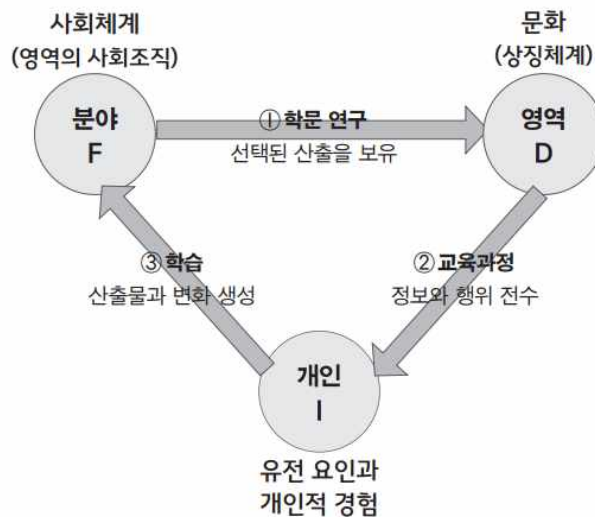 사회체계
(영역의 사회조직)
문화
(상징체계)
분야
F
① 학문 연구
선택된 산출을 보유
영역
D
③ 학습
산출물과 변화 생성
② 교육과정
정보와 행위 전수
개인
I
유전 요인과
개인적 경험